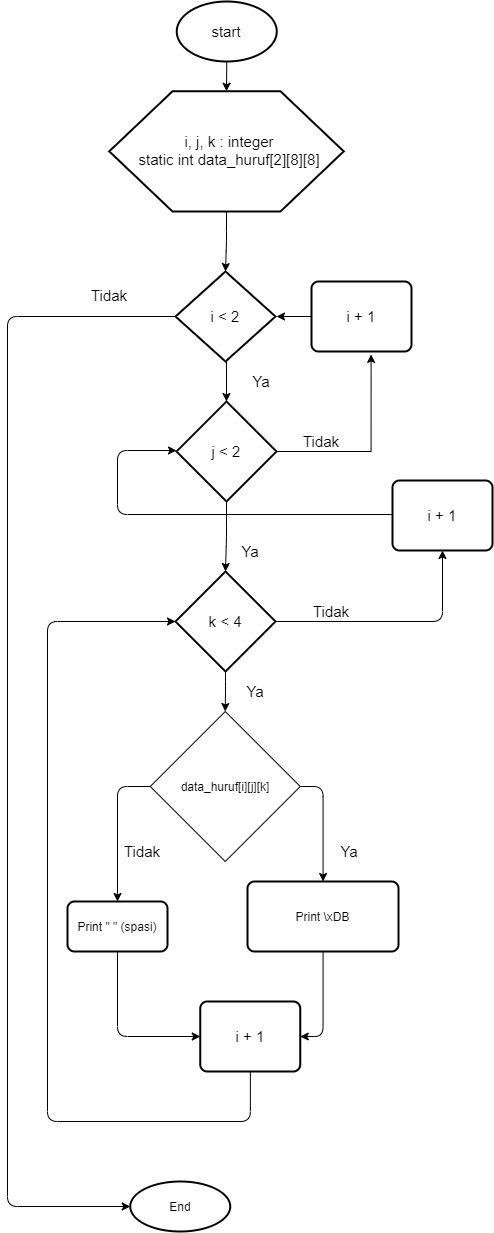 start
i, j, k : integer
static int data_huruf[2][8][8]
Tidak
i < 2
i + 1
Ya
j < 2
Tidak
i + 1
Ya
k < 4
Tidak
Ya
data_huruf[i][j][k]
Tidak
Ya
Print " " (spasi)
Print \xDB
i + 1
End